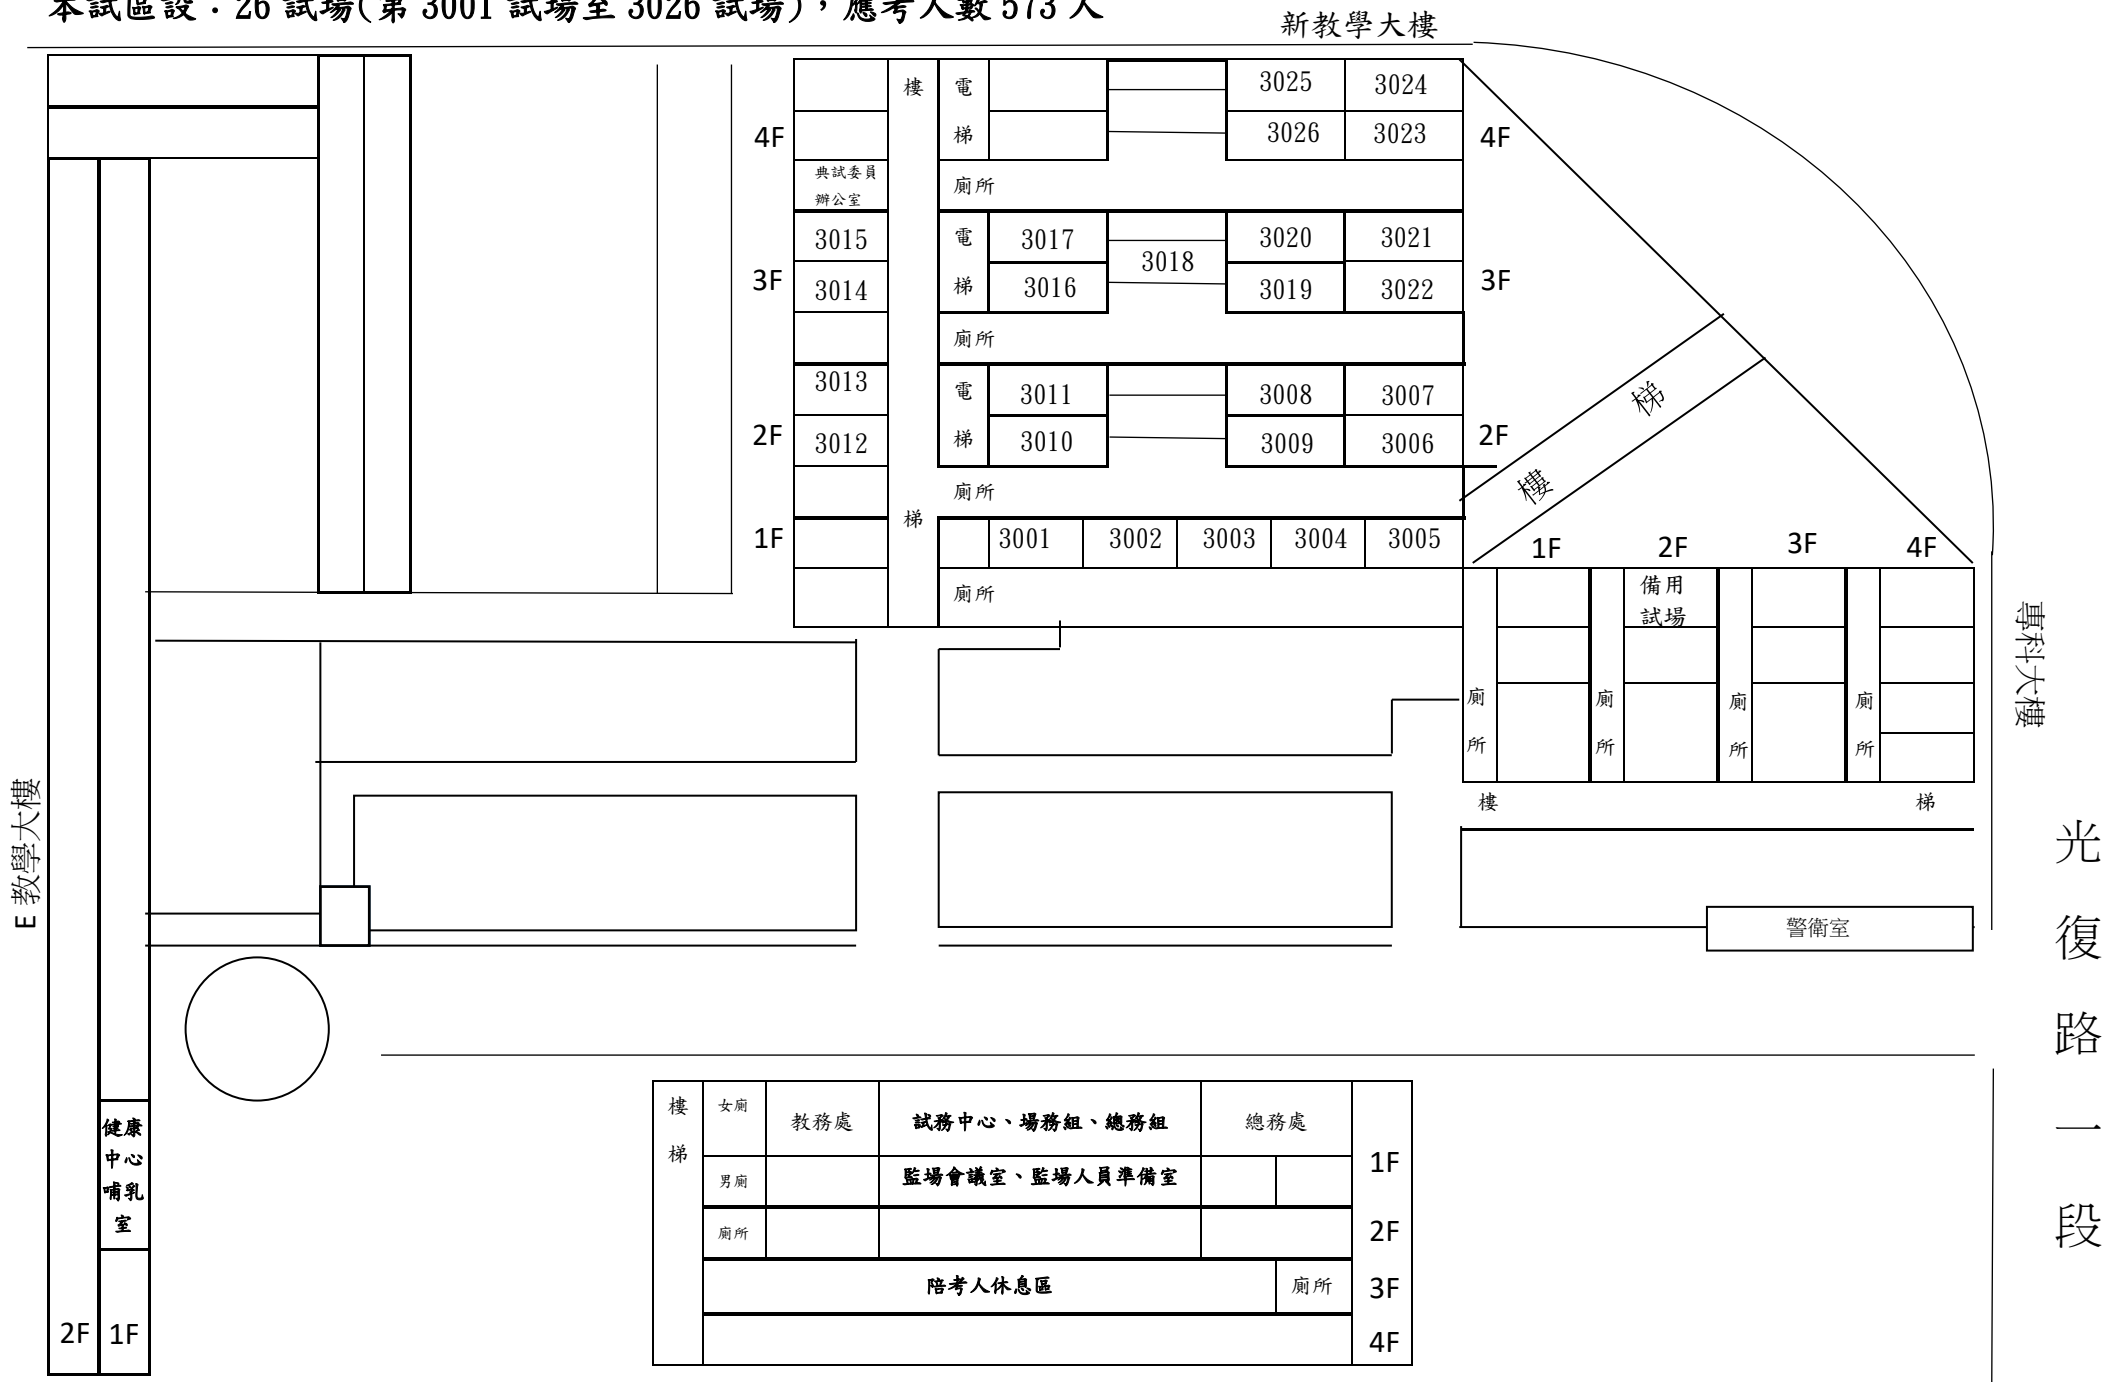 本試區設：26 試場(第 3001 試場至 3026 試場)，應考人數 573 人
新教學大樓
樓 電 3025 3024
4F 梯 3026 3023 4F
典試委員
辦公室
廁所
3015 電 3017 3020 3021
3F 3018 3F
3014 梯 3016 3019 3022
廁所
3013 電 3011 3008 3007
2F 3012 梯 3010 3009 3006 2F
廁所
梯
1F 3001 3002 3003 3004 3005
廁所
樓 梯
1F 2F 3F 4F
備用
試場
廁 廁 廁 廁
所 所 所 所
樓 梯
專科大樓
警衛室
光復路一段
E 教學大樓
健康
中心
哺乳
室
2F 1F
樓 女廁 教務處 試務中心、場務組、總務組 總務處
梯 1F
男廁 監場會議室、監場人員準備室
廁所 2F
陪考人休息區 廁所 3F
4F